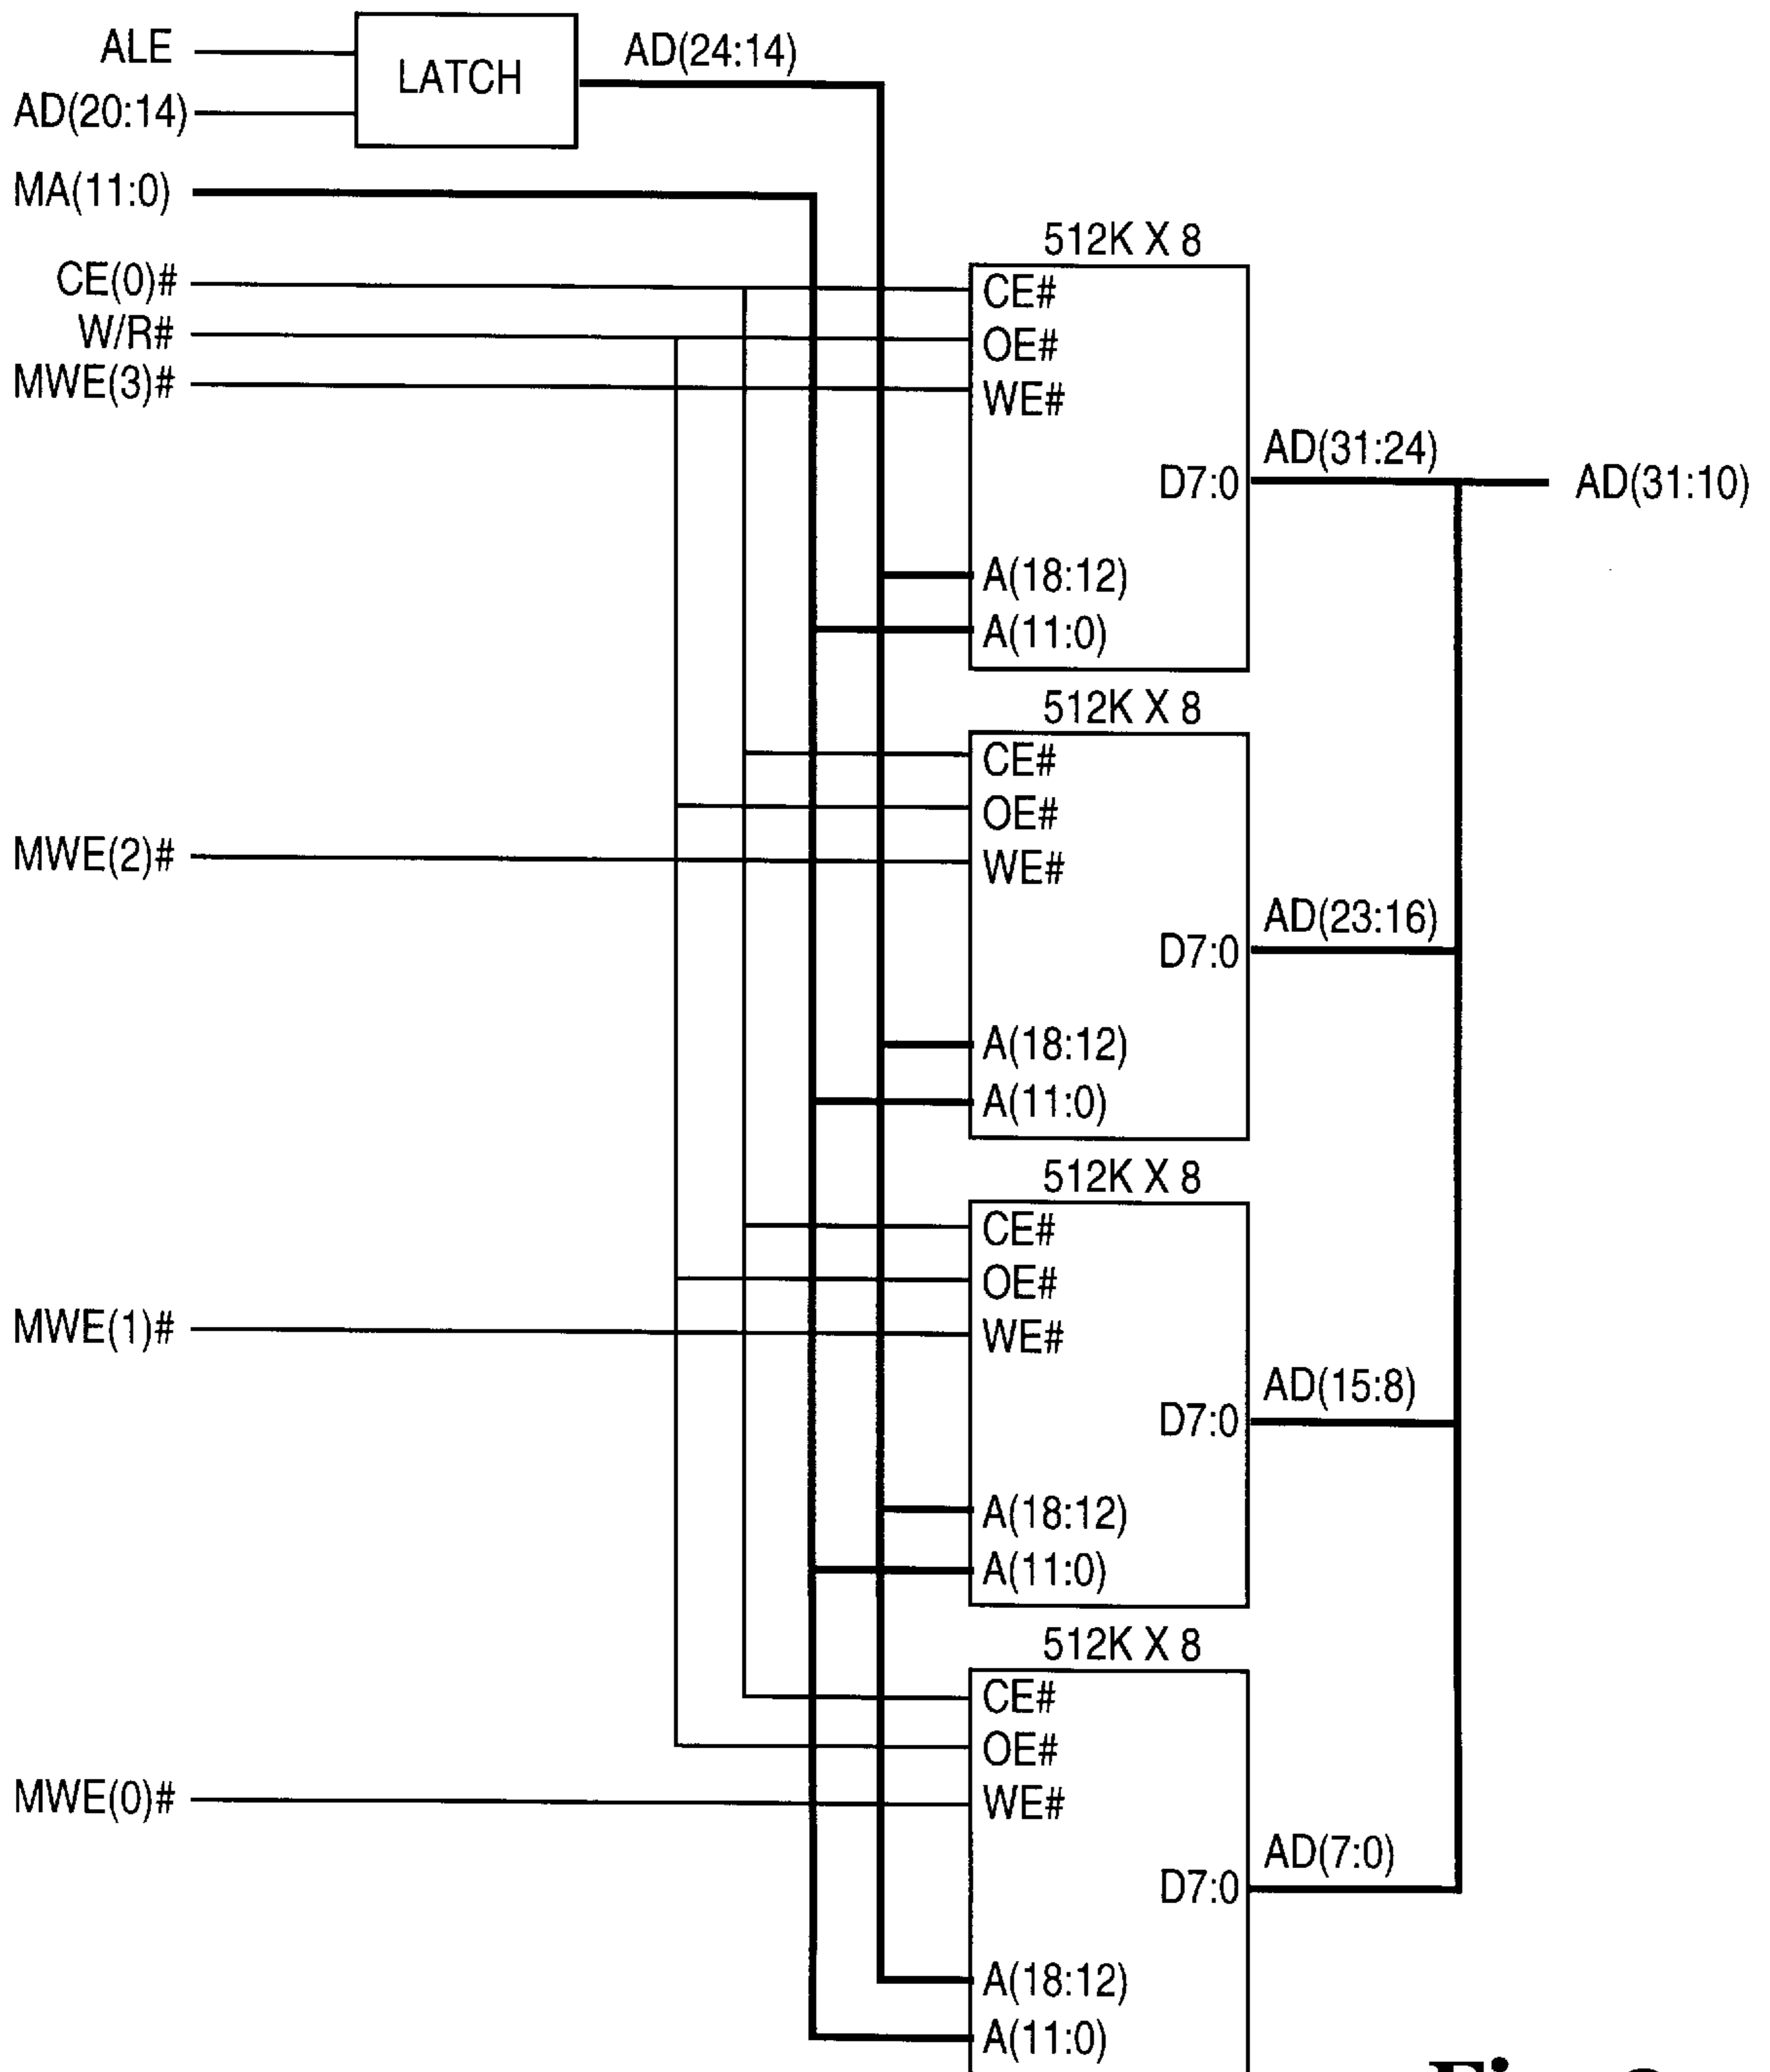 ALE
AD(20:14)
LATCH
AD(24:14)
MA(11:0)
CE(0)#
W/R#
MWE(3)#
512K X 8
CE#
OE#
WE#
D7:0
A(18:12)
A(11:0)
AD(31:24)
AD(31:10)
MWE(2)#
512K X 8
CE#
OE#
WE#
D7:0
A(18:12)
A(11:0)
AD(23:16)
MWE(1)#
512K X 8
CE#
OE#
WE#
D7:0
A(18:12)
A(11:0)
AD(15:8)
MWE(0)#
512K X 8
CE#
OE#
WE#
D7:0
A(18:12)
A(11:0)
AD(7:0)